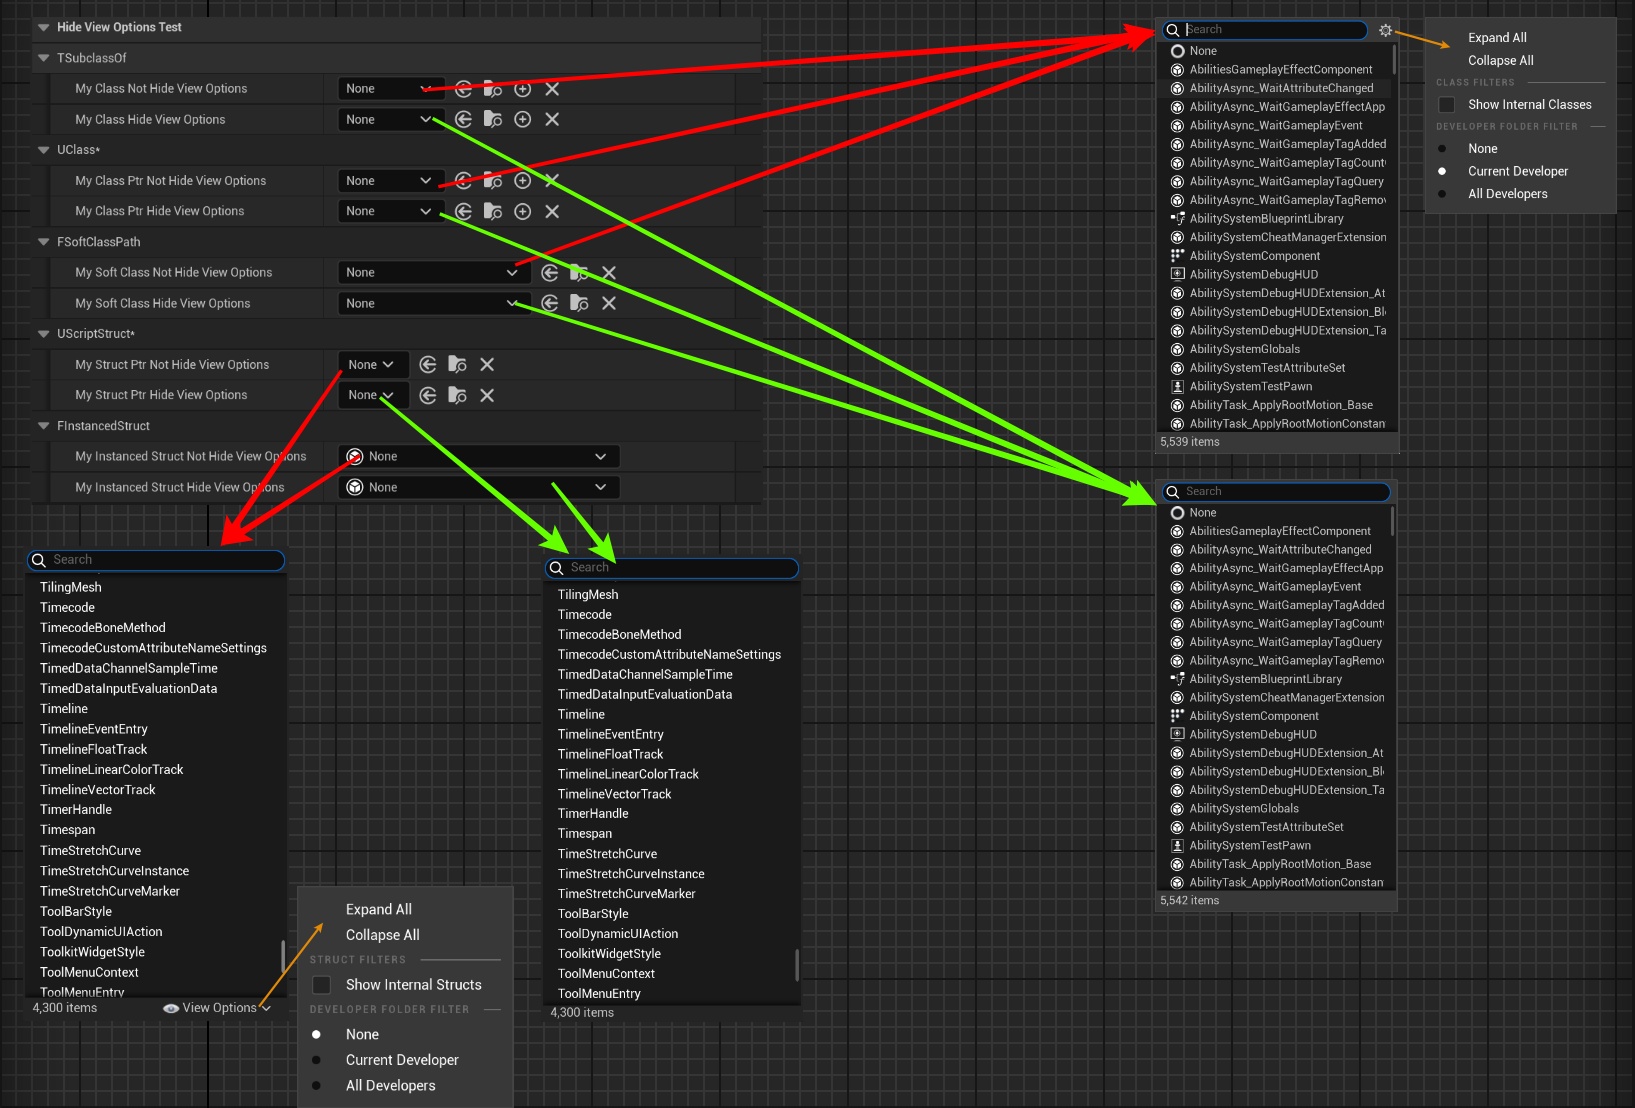 Hide View Options Test
TSubclassOf
My Class Not Hide View Options
None
My Class Hide View Options
None
UClass*
My Class Ptr Not Hide View Options
None
My Class Ptr Hide View Options
None
FSoftClassPath
My Soft Class Not Hide View Options
None
My Soft Class Hide View Options
None
UScriptStruct*
My Struct Ptr Not Hide View Options
None
My Struct Ptr Hide View Options
None
FInstancedStruct
My Instanced Struct Not Hide View Options
None
My Instanced Struct Hide View Options
None
Search
None
AbilitiesGameplayEffectComponent
AbilityAsync_WaitAttributeChanged
AbilityAsync_WaitGameplayEffectApp
AbilityAsync_WaitGameplayEvent
AbilityAsync_WaitGameplayTagAdded
AbilityAsync_WaitGameplayTagCount
AbilityAsync_WaitGameplayTagQuery
AbilityAsync_WaitGameplayTagRemov
AbilitySystemBlueprintLibrary
AbilitySystemCheatManagerExtension
AbilitySystemComponent
AbilitySystemDebugHUD
AbilitySystemDebugHUDExtension_At
AbilitySystemDebugHUDExtension_Bl
AbilitySystemDebugHUDExtension_Ta
AbilitySystemGlobals
AbilitySystemTestAttributeSet
AbilitySystemTestPawn
AbilityTask_ApplyRootMotion_Base
AbilityTask_ApplyRootMotionConstan
5,539 items
Expand All
Collapse All
CLASS FILTERS
Show Internal Classes
DEVELOPER FOLDER FILTER
None
Current Developer
All Developers
Search
None
AbilitiesGameplayEffectComponent
AbilityAsync_WaitAttributeChanged
AbilityAsync_WaitGameplayEffectApp
AbilityAsync_WaitGameplayEvent
AbilityAsync_WaitGameplayTagAdded
AbilityAsync_WaitGameplayTagCount
AbilityAsync_WaitGameplayTagQuery
AbilityAsync_WaitGameplayTagRemov
AbilitySystemBlueprintLibrary
AbilitySystemCheatManagerExtension
AbilitySystemComponent
AbilitySystemDebugHUD
AbilitySystemDebugHUDExtension_At
AbilitySystemDebugHUDExtension_Bl
AbilitySystemDebugHUDExtension_Ta
AbilitySystemGlobals
AbilitySystemTestAttributeSet
AbilitySystemTestPawn
AbilityTask_ApplyRootMotion_Base
AbilityTask_ApplyRootMotionConstan
5,542 items
Search
TilingMesh
Timecode
TimecodeBoneMethod
TimecodeCustomAttributeNameSettings
TimedDataChannelSampleTime
TimedDataInputEvaluationData
Timeline
TimelineEventEntry
TimelineFloatTrack
TimelineLinearColorTrack
TimelineVectorTrack
TimerHandle
Timespan
TimeStretchCurve
TimeStretchCurveInstance
TimeStretchCurveMarker
ToolBarStyle
ToolDynamicUIAction
ToolkitWidgetStyle
ToolMenuContext
ToolMenuEntry
4,300 items
View Options
Expand All
Collapse All
STRUCT FILTERS
Show Internal Structs
DEVELOPER FOLDER FILTER
None
Current Developer
All Developers
Search
TilingMesh
Timecode
TimecodeBoneMethod
TimecodeCustomAttributeNameSettings
TimedDataChannelSampleTime
TimedDataInputEvaluationData
Timeline
TimelineEventEntry
TimelineFloatTrack
TimelineLinearColorTrack
TimelineVectorTrack
TimerHandle
Timespan
TimeStretchCurve
TimeStretchCurveInstance
TimeStretchCurveMarker
ToolBarStyle
ToolDynamicUIAction
ToolkitWidgetStyle
ToolMenuContext
ToolMenuEntry
4,300 items